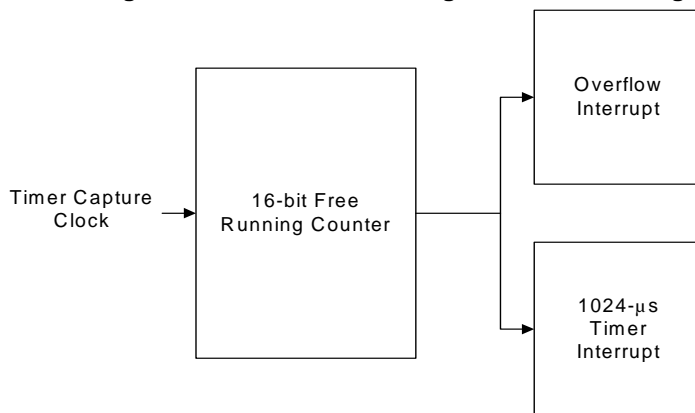 Timer Capture
Clock
16-bit Free
Running Counter
Overflow
Interrupt
1024-μs
Timer
Interrupt